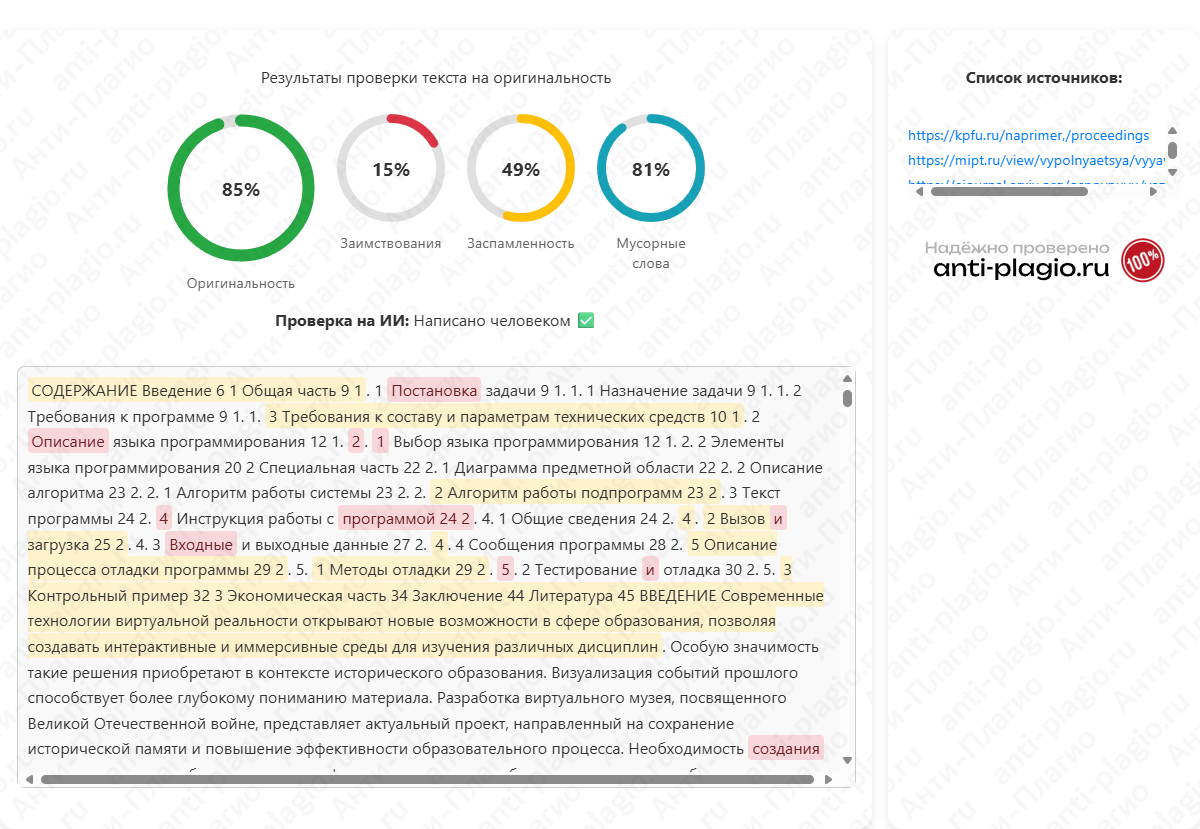 Результаты проверки текста на оригинальность
85%
Оригинальность
15%
Заимствования
49%
Заспамленность
81%
Мусорные
слова
Проверка на ИИ: Написано человеком ✅
СОДЕРЖАНИЕ Введение 6 1 Общая часть 9 1 . 1 Постановка задачи 9 1. 1. 1 Назначение задачи 9 1. 1. 2
Требования к программе 9 1. 1. 3 Требования к составу и параметрам технических средств 10 1 . 2
Описание языка программирования 12 1. 2 . 1 Выбор языка программирования 12 1. 2. 2 Элементы
языка программирования 20 2 Специальная часть 22 2. 1 Диаграмма предметной области 22 2. 2 Описание
алгоритма 23 2. 2. 1 Алгоритм работы системы 23 2. 2. 2 Алгоритм работы подпрограмм 23 2 . 3 Текст
программы 24 2. 4 Инструкция работы с программой 24 2 . 4. 1 Общие сведения 24 2. 4 . 2 Вызов и
загрузка 25 2 . 4. 3 Входные и выходные данные 27 2. 4 . 4 Сообщения программы 28 2. 5 Описание
процесса отладки программы 29 2 . 5. 1 Методы отладки 29 2 . 5 . 2 Тестирование и отладка 30 2. 5. 3
Контрольный пример 32 3 Экономическая часть 34 Заключение 44 Литература 45 ВВЕДЕНИЕ Современные
технологии виртуальной реальности открывают новые возможности в сфере образования, позволяя
создавать интерактивные и иммерсивные среды для изучения различных дисциплин . Особую значимость
такие решения приобретают в контексте исторического образования. Визуализация событий прошлого
способствует более глубокому пониманию материала. Разработка виртуального музея, посвященного
Великой Отечественной войне, представляет актуальный проект, направленный на сохранение
исторической памяти и повышение эффективности образовательного процесса. Необходимость создания
Список источников:
https://kpfu.ru/naprimer,/proceedings
https://mipt.ru/view/vypolnyaetsya/vyya
Надёжно проверено
anti-plagio.ru
100%